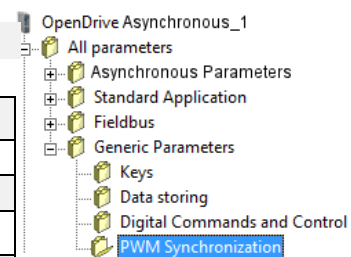 OpenDrive Asynchronous_1
All parameters
Asynchronous Parameters
Standard Application
Fieldbus
Generic Parameters
Keys
Data storing
Digital Commands and Control
PWM Synchronization